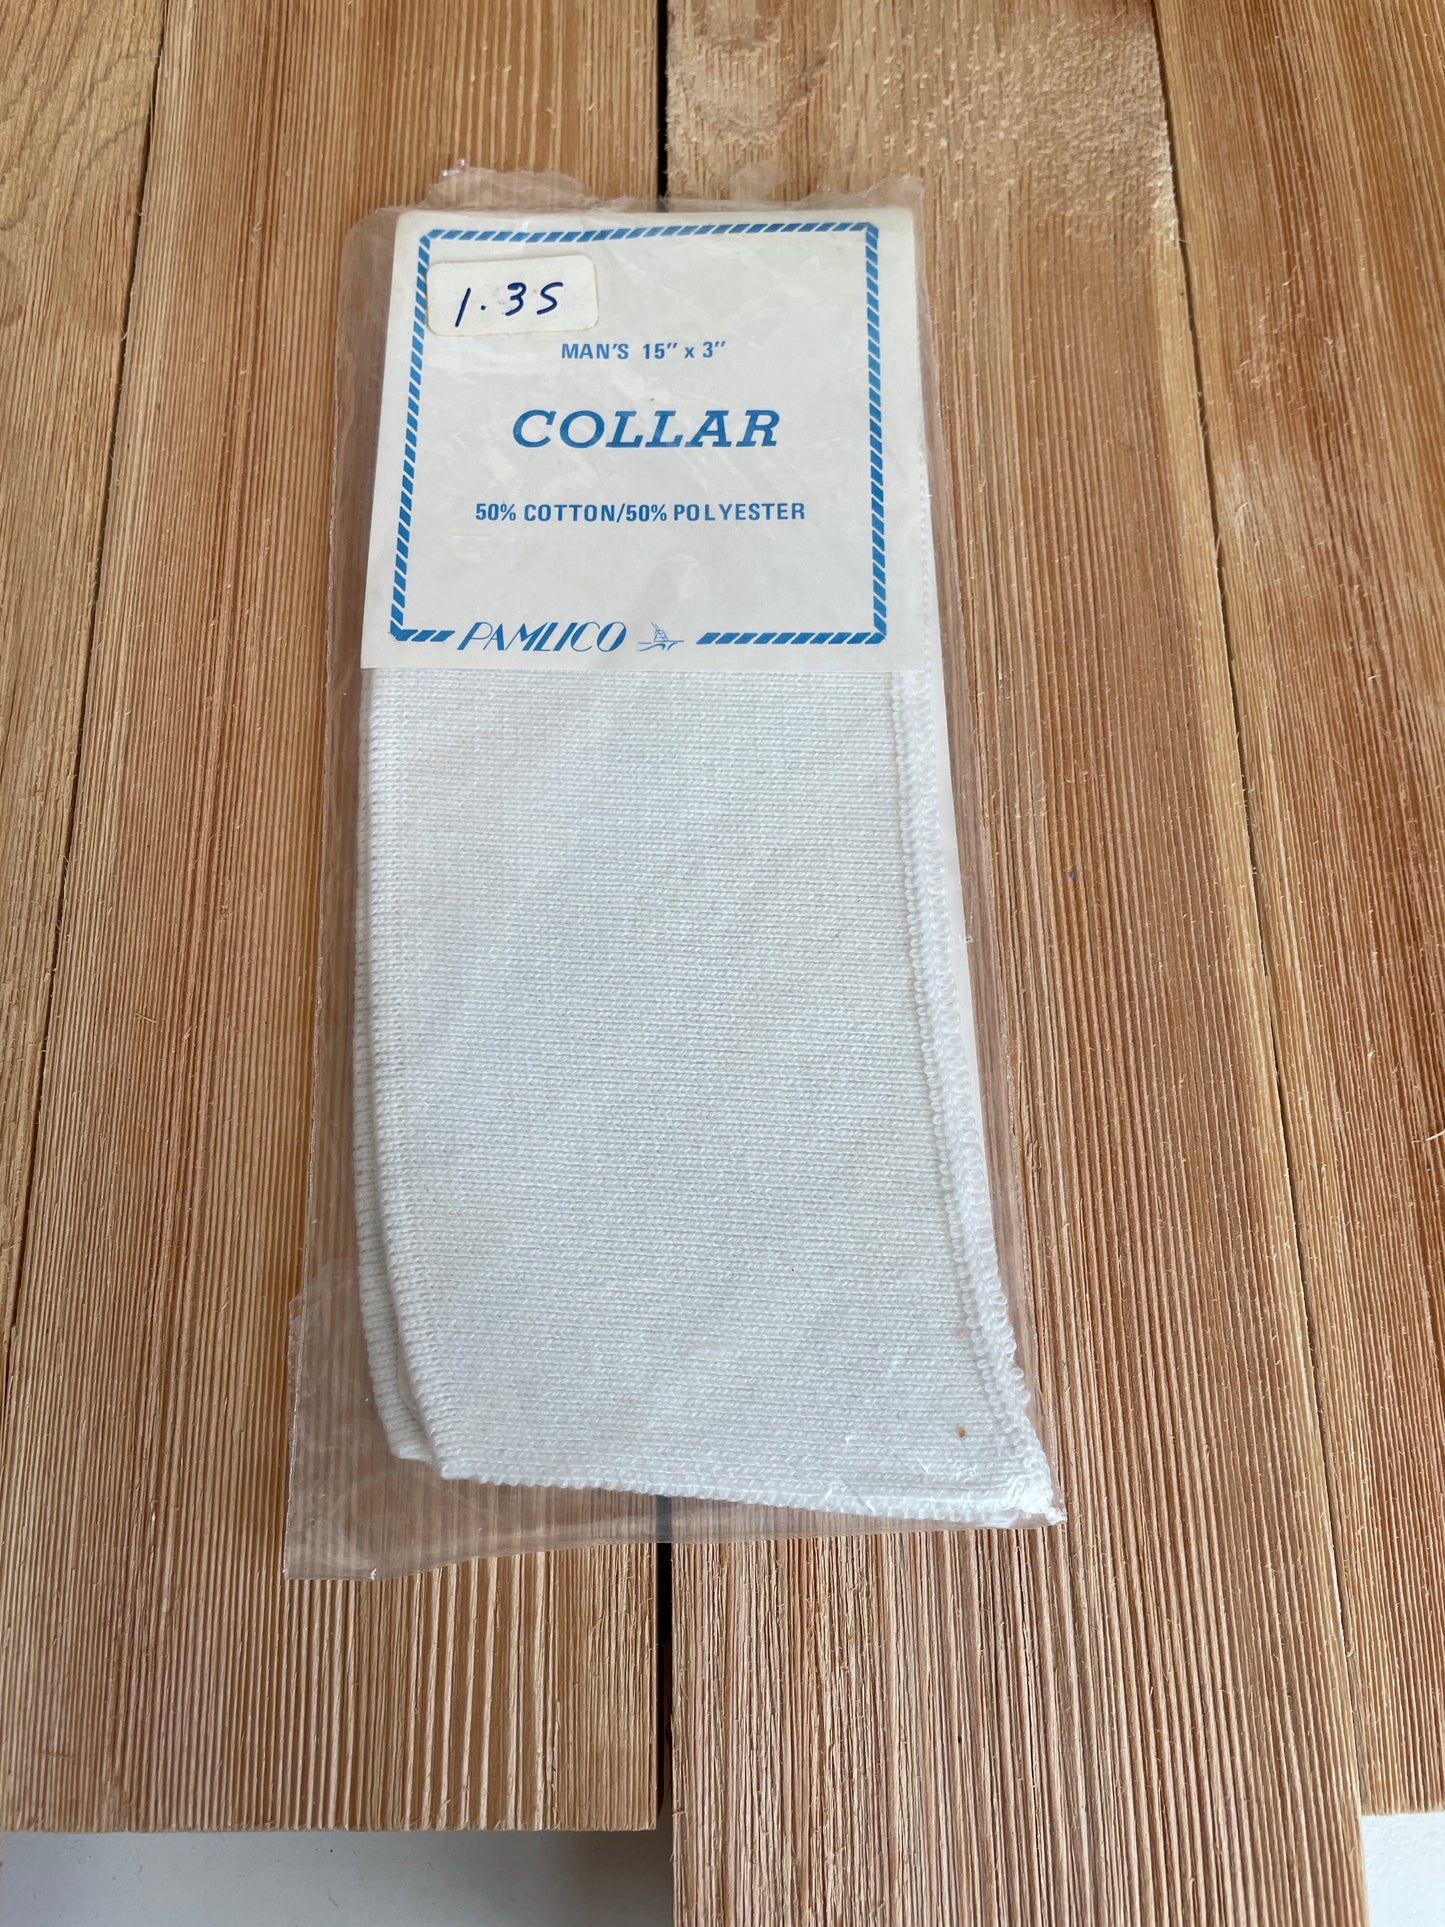 1.35
MAN'S 15" x 3"
COLLAR
50% COTTON/50% POLYESTER
PAMLICO